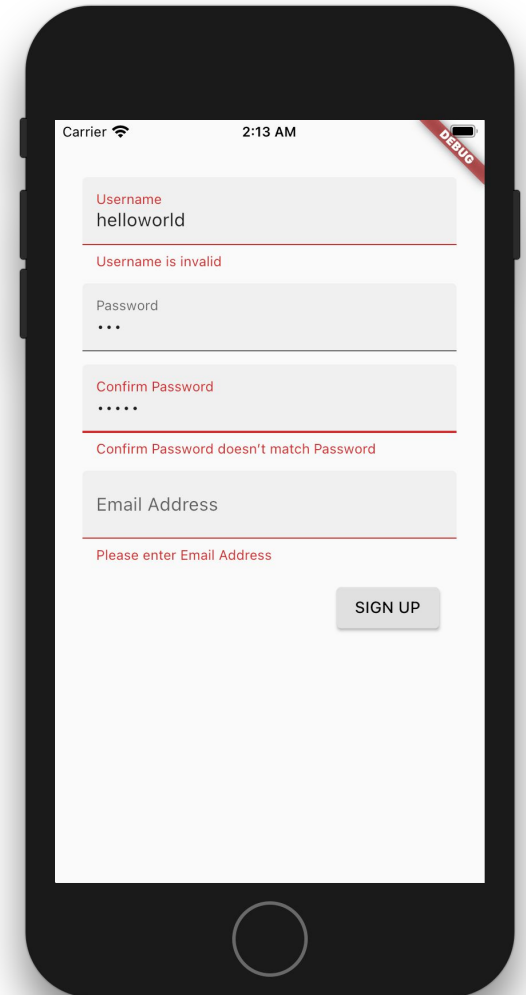 Carrier 2:13 AM
DEBUG
Username
helloworld
Username is invalid
Password
•••
Confirm Password
•••••
Confirm Password doesn't match Password
Email Address
Please enter Email Address
SIGN UP